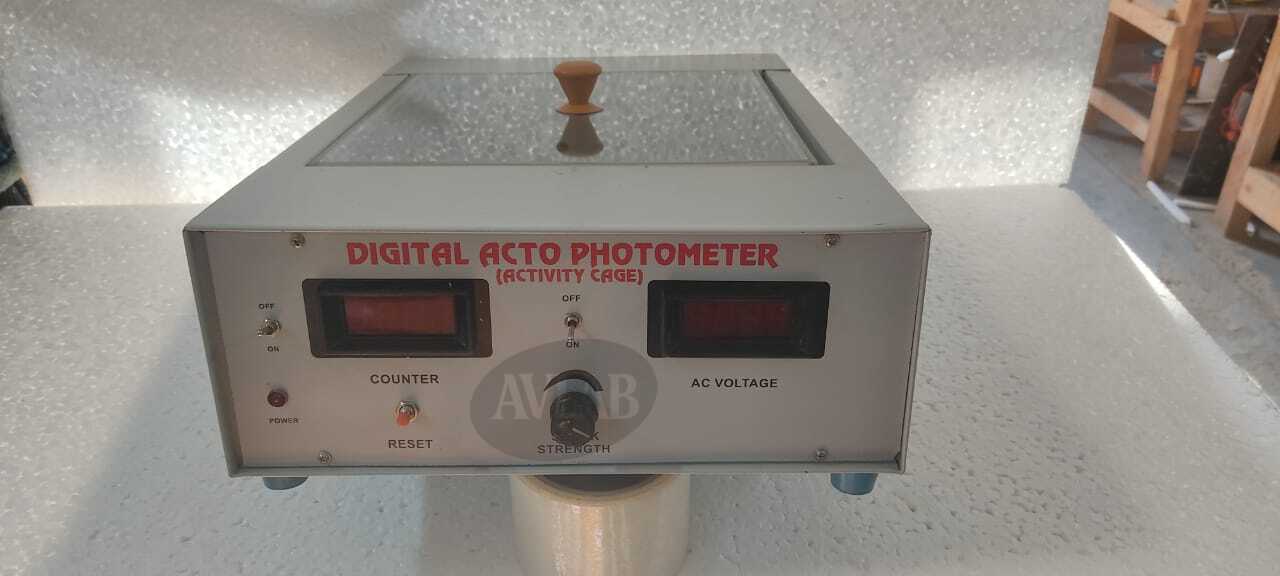 DIGITAL ACTO PHOTOMETER
(ACTIVITY CAGE)
OFF
ON
POWER
COUNTER
RESET
OFF
ON
STRENGTH
AC VOLTAGE